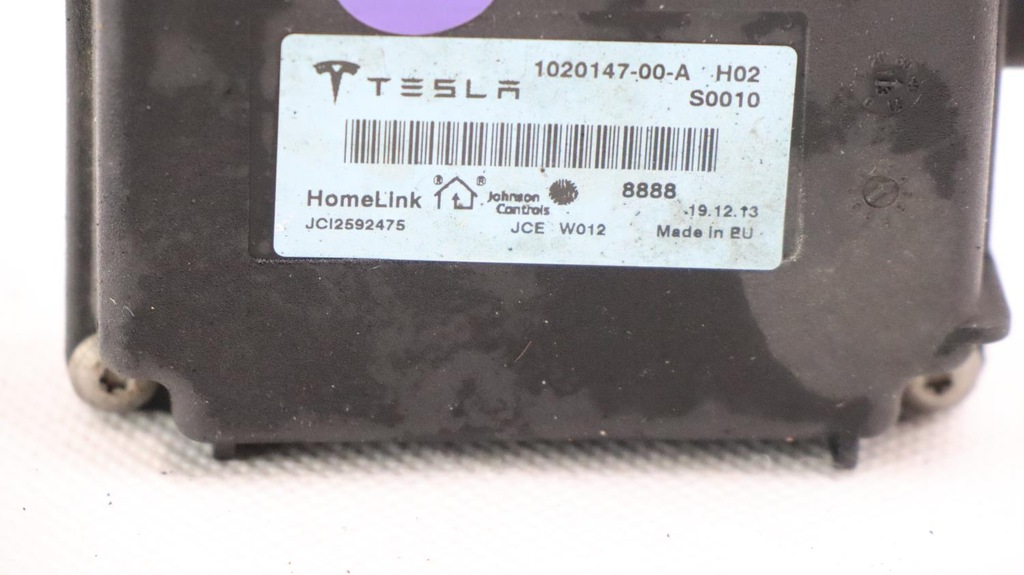 TESLA 1020147-00-A H02
S0010
HomeLink ® ® Johnson Controls 8888
JCI2592475 JCE W012 19.12.13
Made in EU